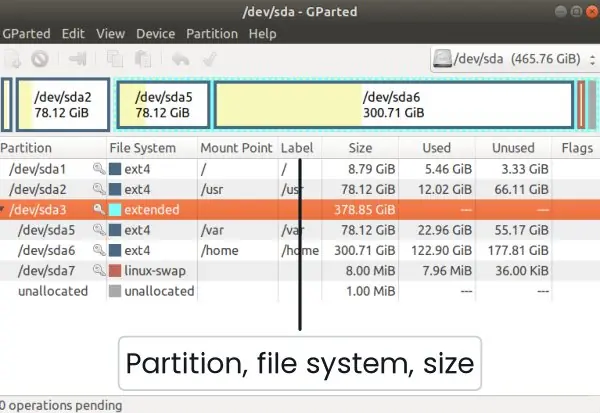 /dev/sda - GParted
GParted Edit View Device Partition Help
/dev/sda (465.76 GiB)
/dev/sda2 /dev/sda5 /dev/sda6
78.12 GiB 78.12 GiB 300.71 GiB
Partition File System Mount Point Label Size Used Unused Flags
/dev/sda1 ext4 / / 8.79 GiB 5.46 GiB 3.33 GiB
/dev/sda2 ext4 /usr /usr 78.12 GiB 12.02 GiB 66.11 GiB
/dev/sda3 extended 378.85 GiB --- ---
/dev/sda5 ext4 /var /var 78.12 GiB 22.96 GiB 55.17 GiB
/dev/sda6 ext4 /home /home 300.71 GiB 122.90 GiB 177.81 GiB
/dev/sda7 linux-swap 8.00 MiB 7.96 MiB 36.00 KiB
unallocated unallocated 1.00 MiB --- ---
Partition, file system, size
0 operations pending